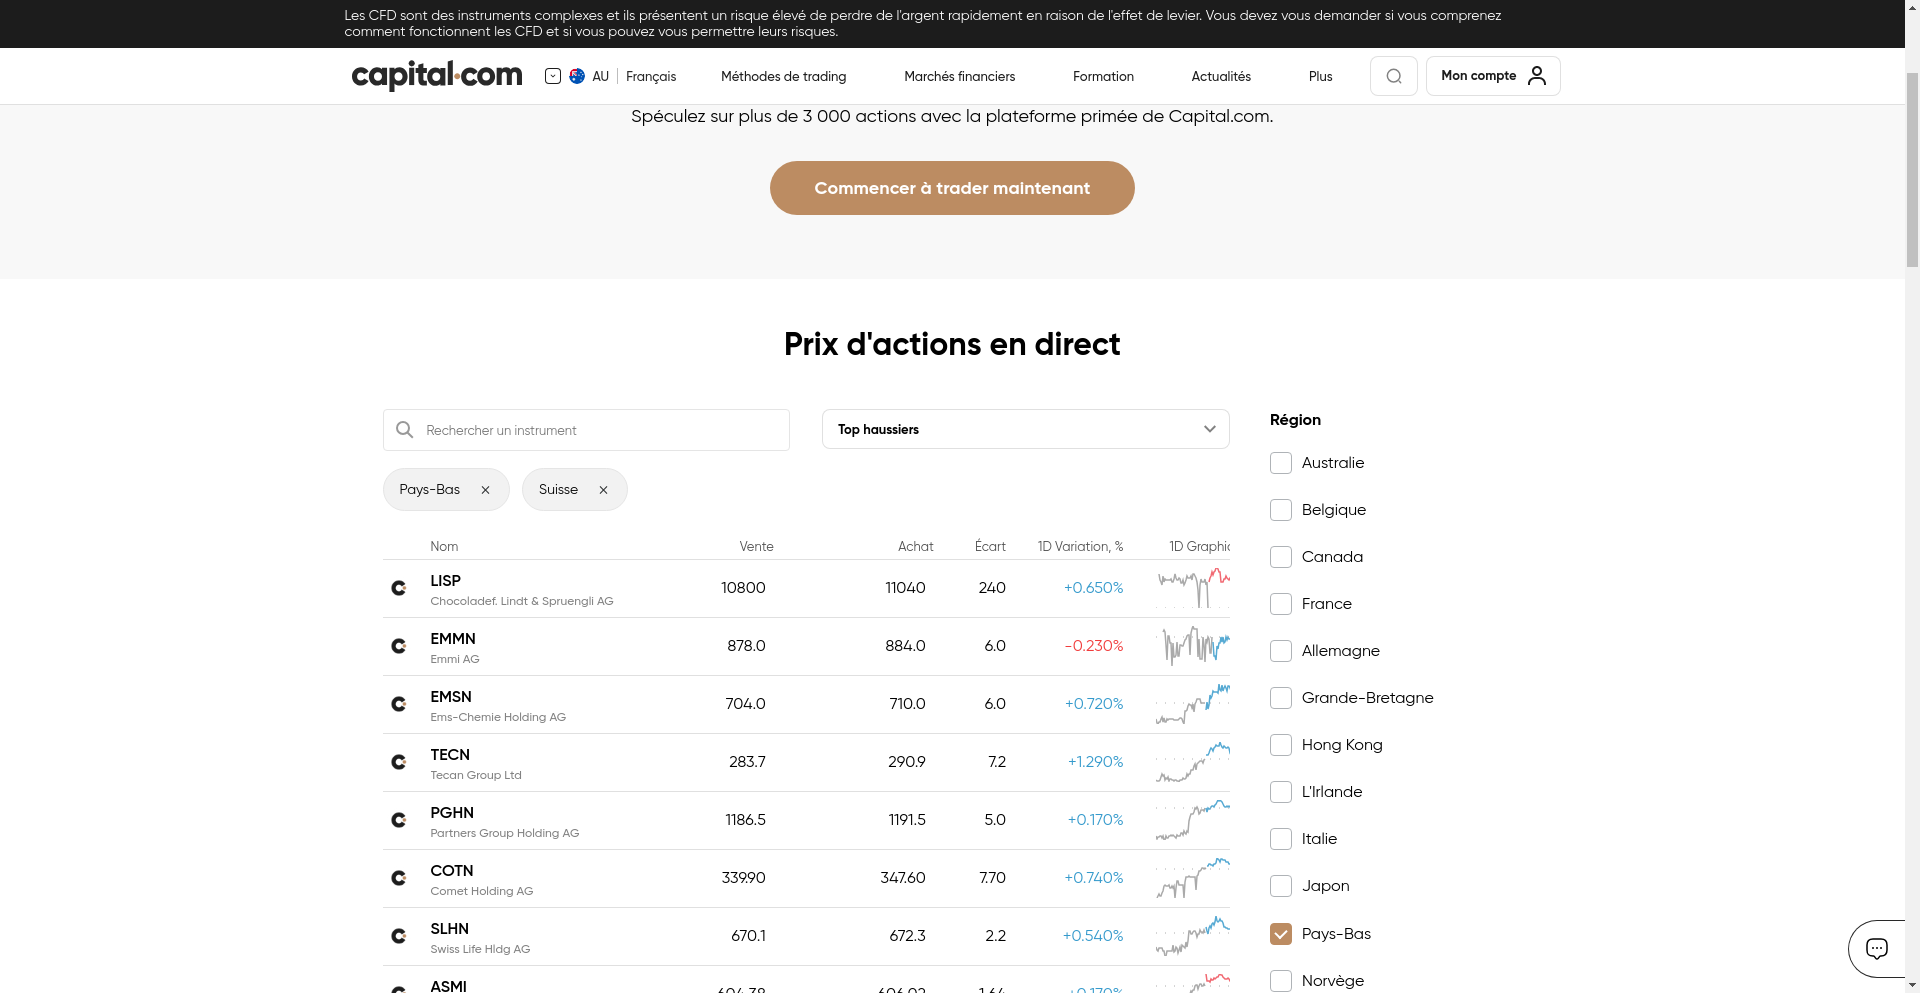 Les CFD sont des instruments complexes et ils présentent un risque élevé de perdre de l'argent rapidement en raison de l'effet de levier. Vous devez vous demander si vous comprenez
comment fonctionnent les CFD et si vous pouvez vous permettre leurs risques.
capital.com AU Français Méthodes de trading Marchés financiers Formation Actualités Plus Mon compte
Spéculez sur plus de 3 000 actions avec la plateforme primée de Capital.com.
Commencer à trader maintenant
Prix d'actions en direct
Rechercher un instrument
Top haussiers
Pays-Bas
Suisse
Nom Vente Achat Écart 1D Variation, % 1D Graphic
LISP 10800 11040 240 +0.650%
Chocoladef. Lindt & Spruengli AG
EMMN 878.0 884.0 6.0 -0.230%
Emmi AG
EMSN 704.0 710.0 6.0 +0.720%
Ems-Chemie Holding AG
TECN 283.7 290.9 7.2 +1.290%
Tecan Group Ltd
PGHN 1186.5 1191.5 5.0 +0.170%
Partners Group Holding AG
COTN 339.90 347.60 7.70 +0.740%
Comet Holding AG
SLHN 670.1 672.3 2.2 +0.540%
Swiss Life Hldg AG
ASMI 604.38 606.02 1.64 +0.170%
Région
Australie
Belgique
Canada
France
Allemagne
Grande-Bretagne
Hong Kong
L'Irlande
Italie
Japon
Pays-Bas
Norvège